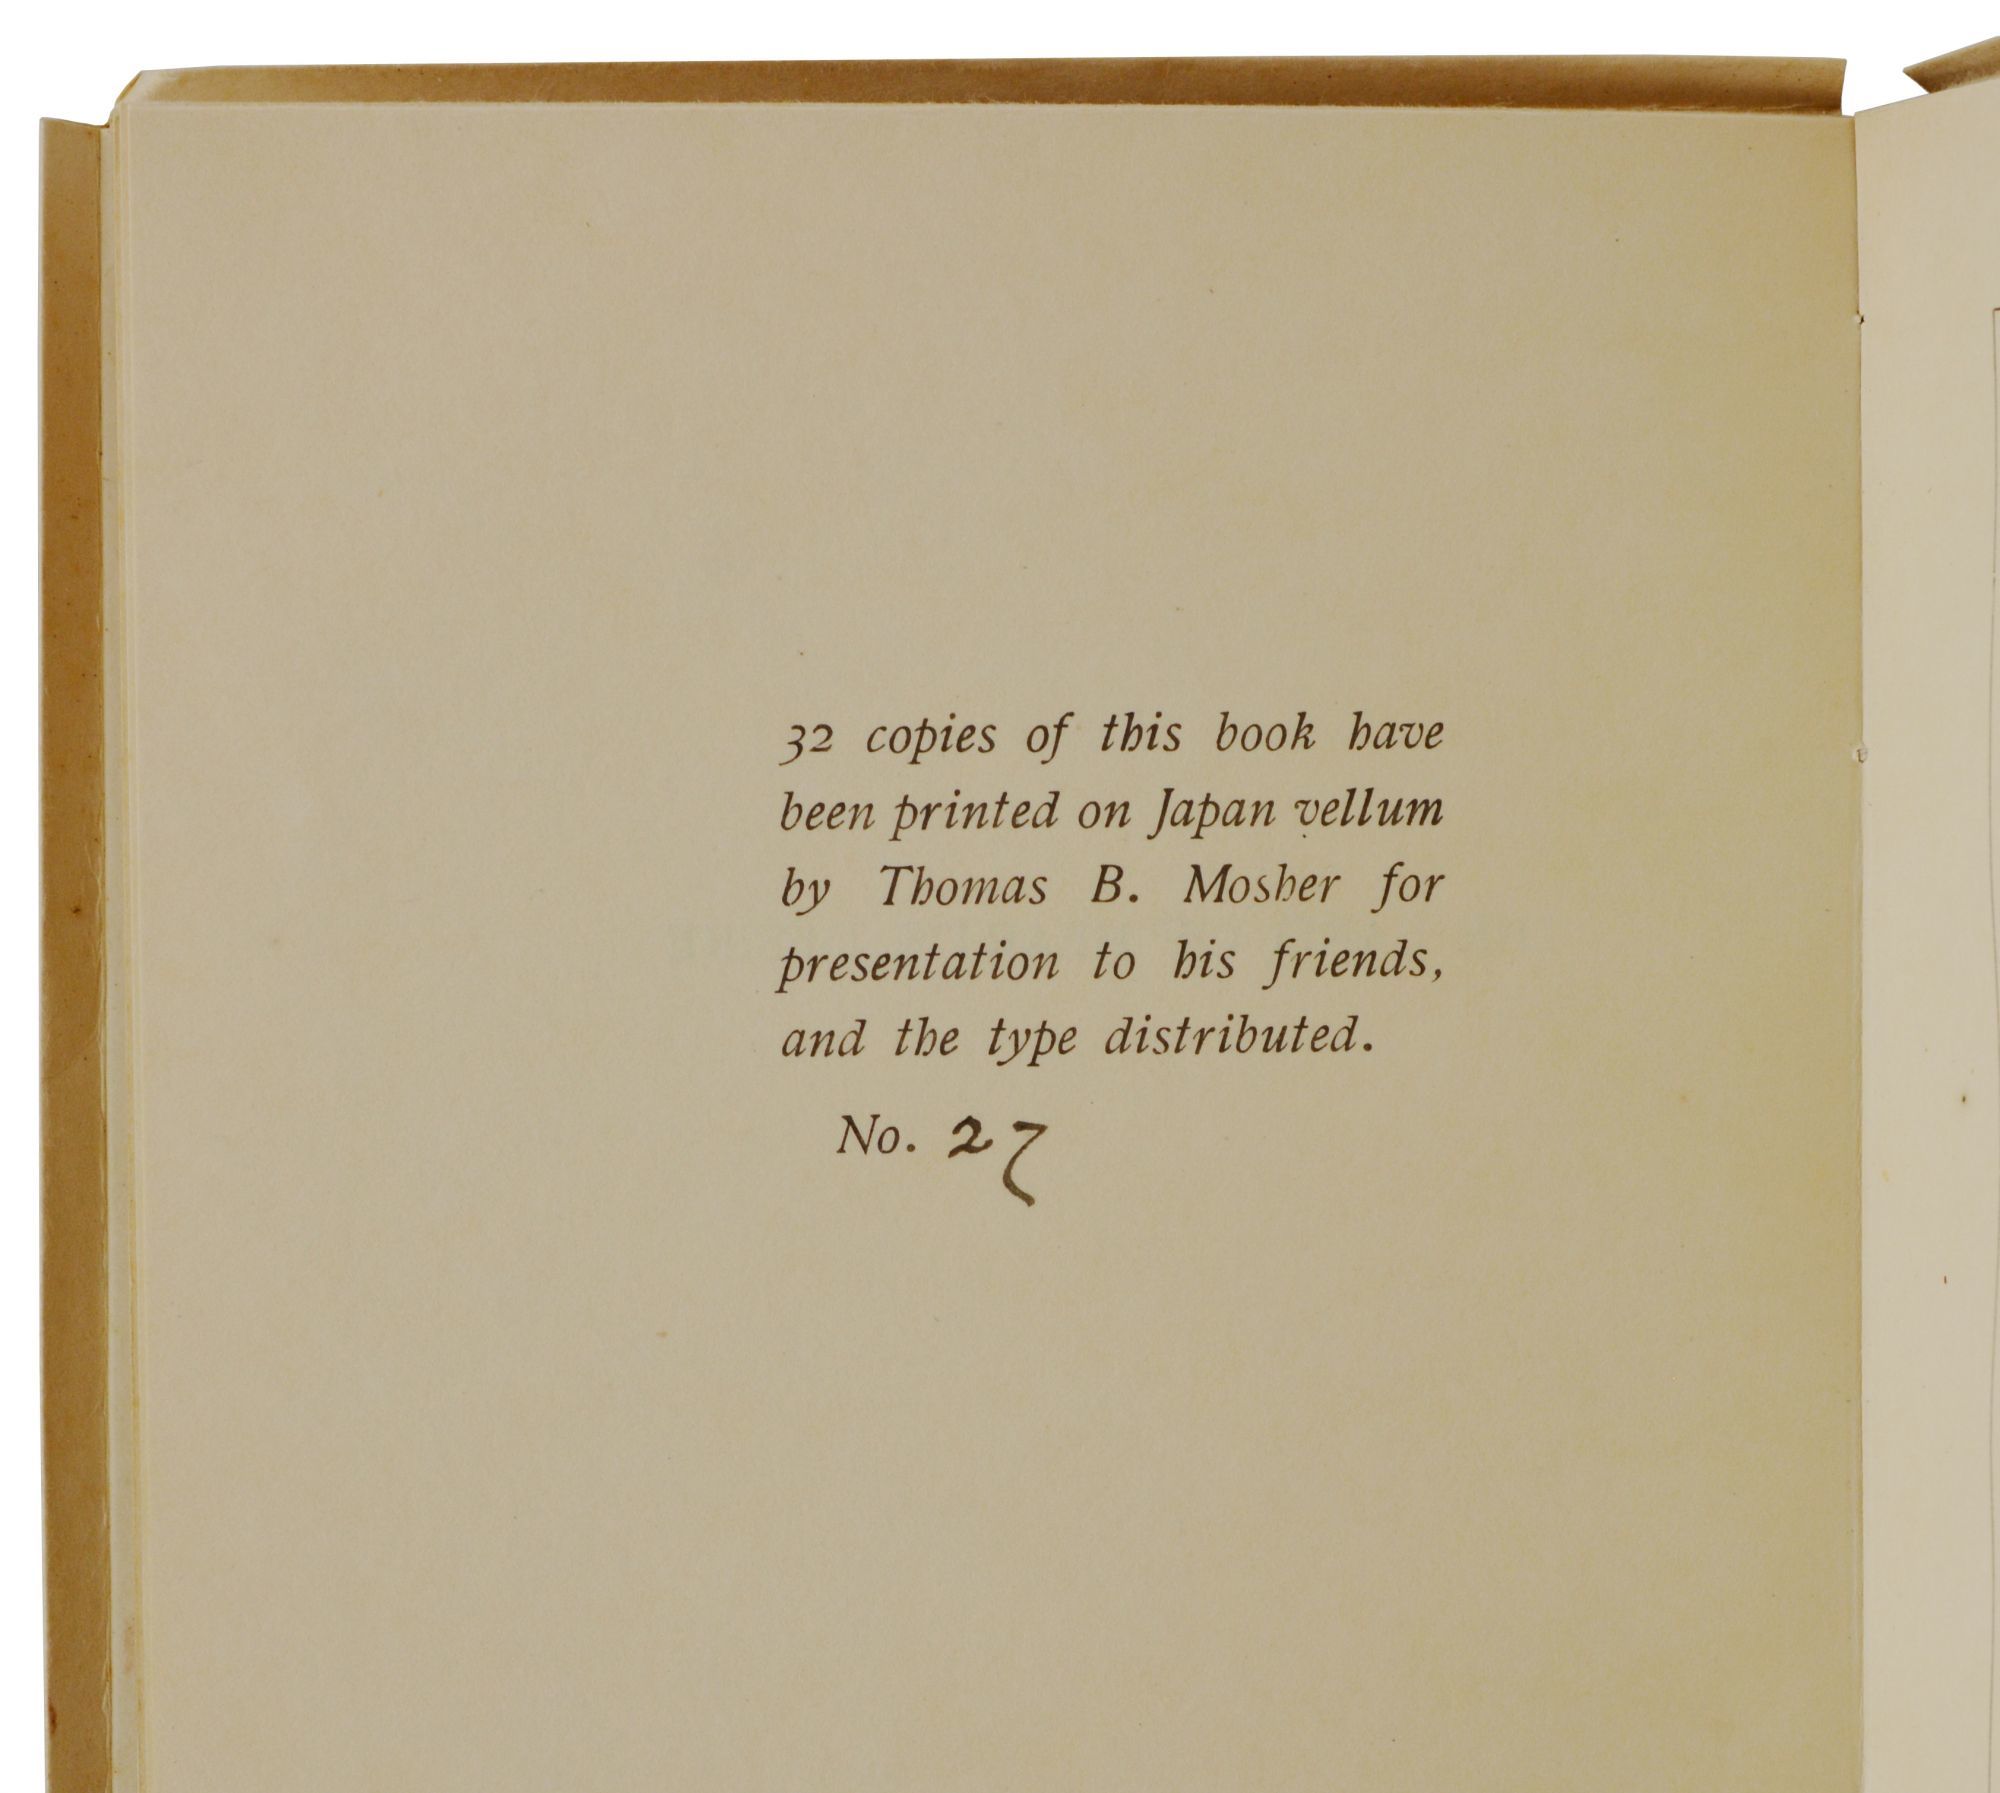 32 copies of this book have
been printed on Japan vellum
by Thomas B. Mosher for
presentation to his friends,
and the type distributed.
No. 27